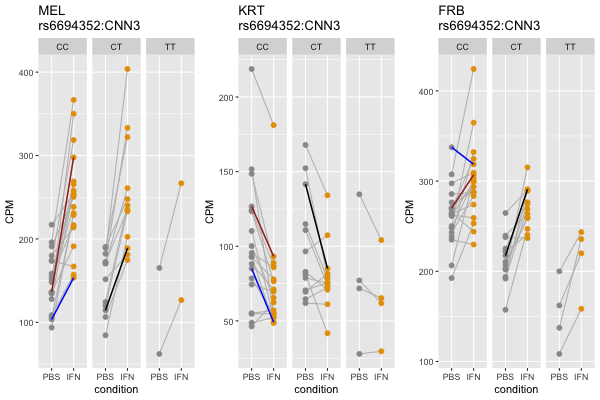 MEL
rs6694352:CNN3
CC CT TT
CPM
400
300
200
100
PBS IFN PBS IFN PBS IFN
condition
KRT
rs6694352:CNN3
CC CT TT
CPM
200
150
100
50
PBS IFN PBS IFN PBS IFN
condition
FRB
rs6694352:CNN3
CC CT TT
CPM
400
300
200
100
PBS IFN PBS IFN PBS IFN
condition